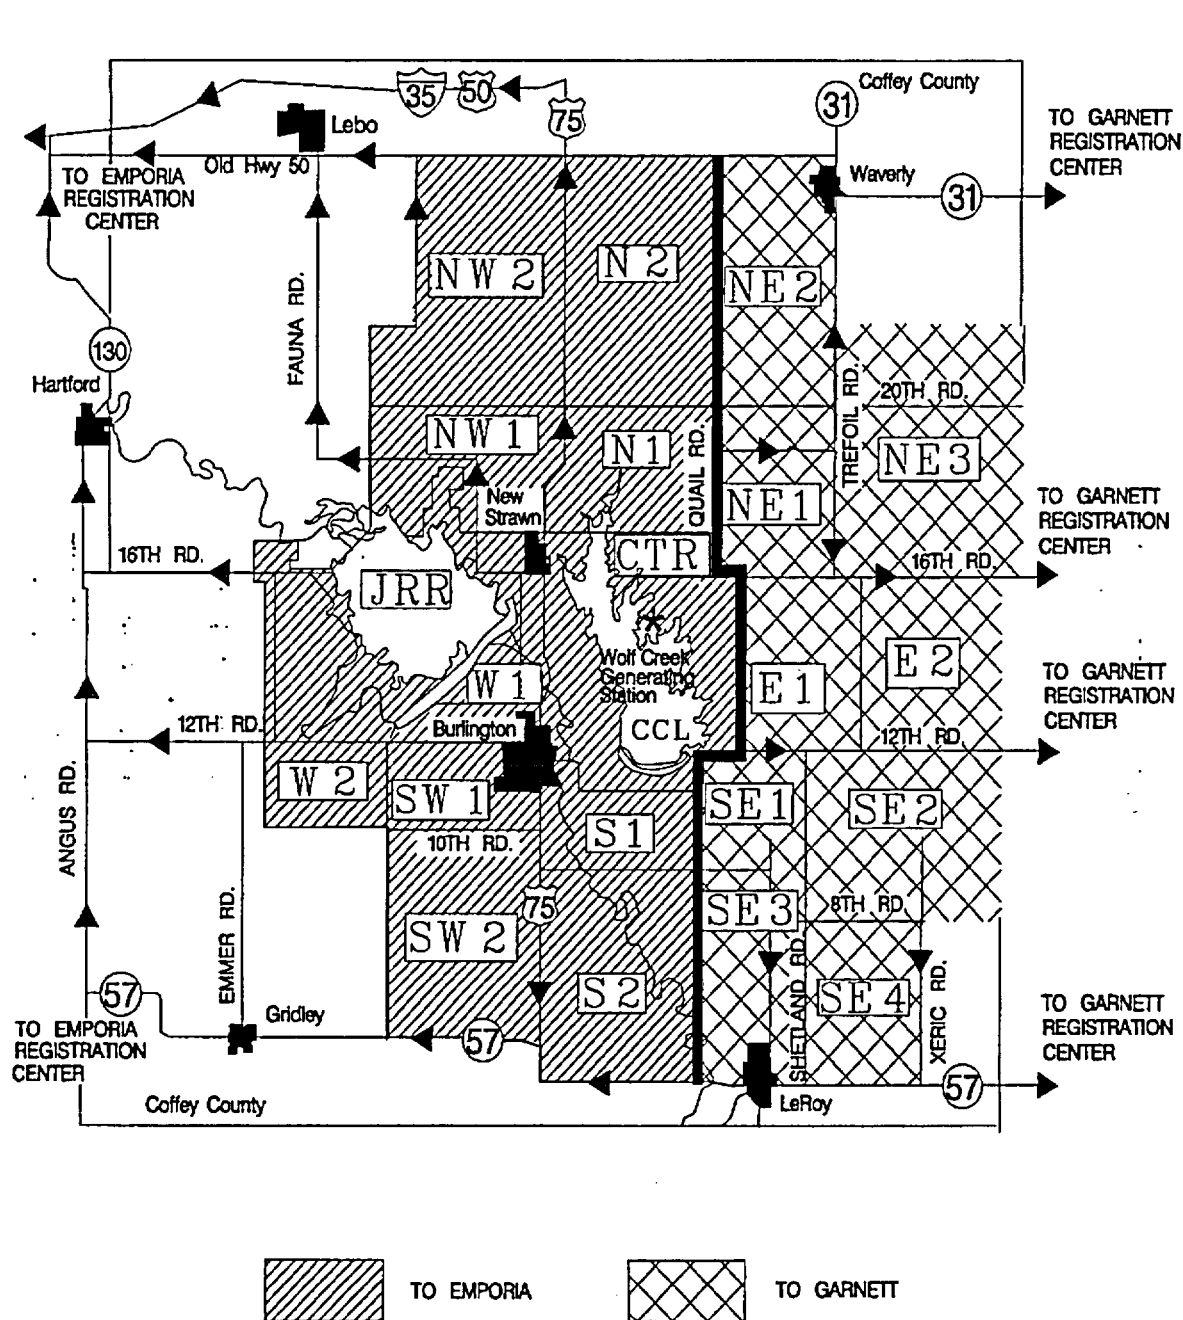 Coffey County
31
35
50
75
Lebo
Old Hwy 50
TO GARNETT
REGISTRATION
CENTER
Waverly
31
TO EMPORIA
REGISTRATION
CENTER
NW 2
N 2
NE 2
FAUNA RD.
130
Hartford
TREFOIL RD.
20TH RD.
NW 1
N 1
QUAIL RD.
NE 3
New
Strawn
NE 1
TO GARNETT
REGISTRATION
CENTER
16TH RD.
CTR
16TH RD.
JRR
*
Wolf Creek
Generating
Station
W 1
E 1
E 2
TO GARNETT
REGISTRATION
CENTER
12TH RD.
Burlington
CCL
12TH RD.
W 2
SW 1
SE 1
SE 2
ANGUS RD.
10TH RD.
S 1
EMMER RD.
75
SE 3
8TH RD.
SW 2
S 2
SHETLAND RD.
SE 4
XERIC RD.
57
Gridley
57
TO EMPORIA
REGISTRATION
CENTER
TO GARNETT
REGISTRATION
CENTER
57
Coffey County
LeRoy
TO EMPORIA
TO GARNETT